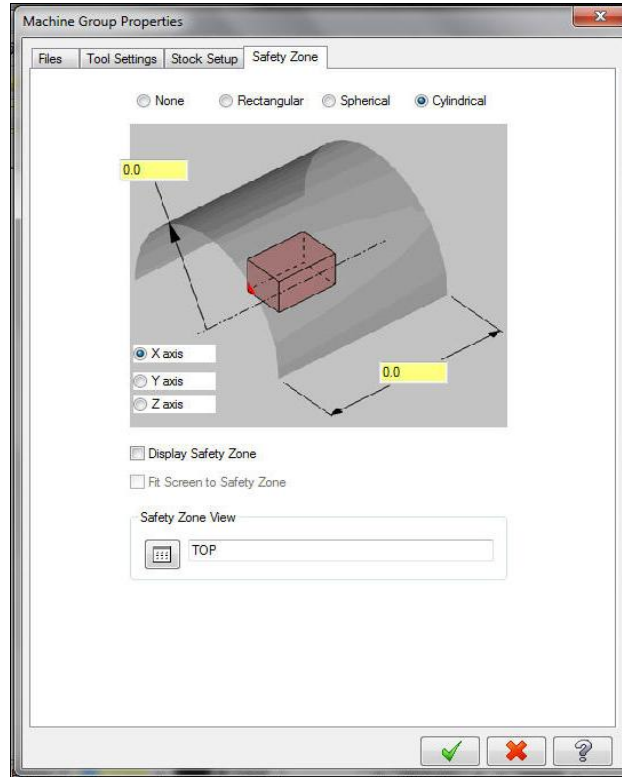 Machine Group Properties
Files Tool Settings Stock Setup Safety Zone
None Rectangular Spherical Cylindrical
0.0
X axis
Y axis
Z axis
0.0
Display Safety Zone
Fit Screen to Safety Zone
Safety Zone View
TOP